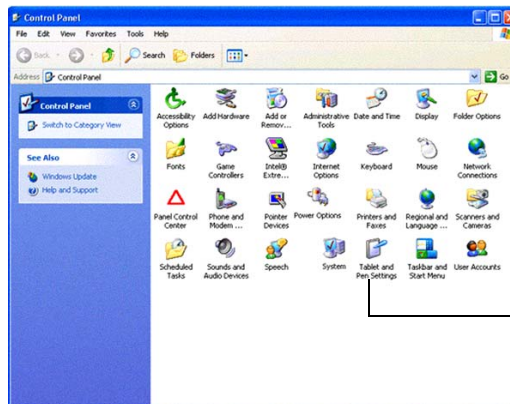 Control Panel
File Edit View Favorites Tools Help
Back Search Folders
Address Control Panel Go
Control Panel
Switch to Category View
See Also
Windows Update
Help and Support
Accessibility Options
Add Hardware
Add or Remov...
Administrative Tools
Date and Time
Display
Folder Options
Fonts
Game Controllers
Intel® Extre...
Internet Options
Keyboard
Mouse
Network Connections
Panel Control Center
Phone and Modem ...
Pointer Devices
Power Options
Printers and Faxes
Regional and Language ...
Scanners and Cameras
Scheduled Tasks
Sounds and Audio Devices
Speech
System
Tablet and Pen Settings
Taskbar and Start Menu
User Accounts